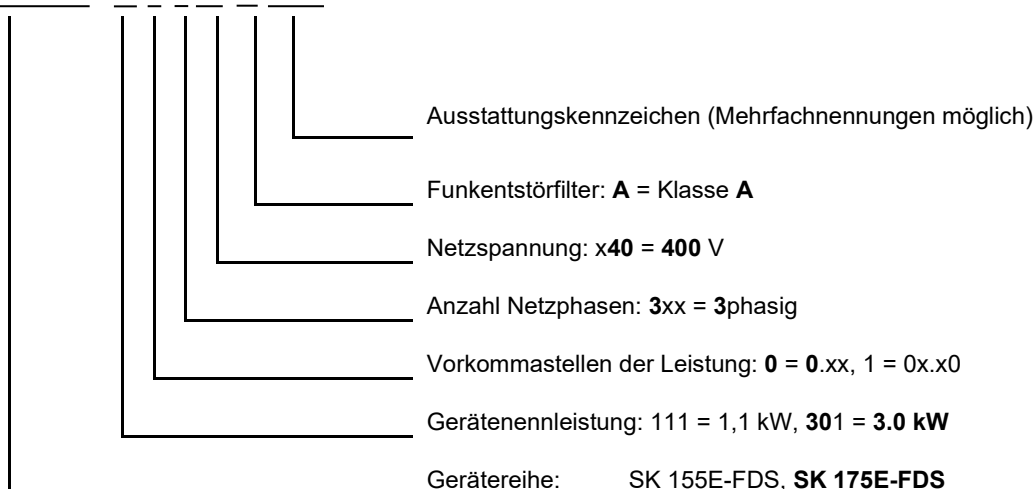 Ausstattungskennzeichen (Mehrfachnennungen möglich)
Funkentstörfilter: A = Klasse A
Netzspannung: x40 = 400 V
Anzahl Netzphasen: 3xx = 3phasig
Vorkommastellen der Leistung: 0 = 0.xx, 1 = 0x.x0
Gerätenennleistung: 111 = 1,1 kW, 301 = 3.0 kW
Gerätereihe: SK 155E-FDS, SK 175E-FDS